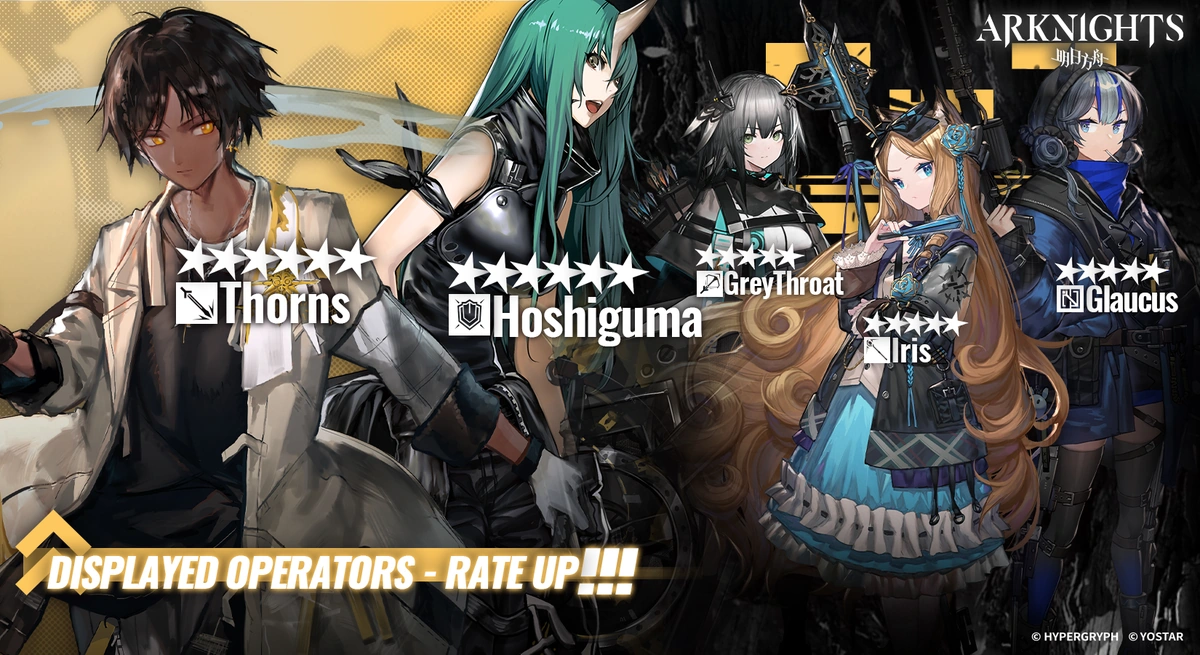 ARKNIGHTS
明日方舟
★★★★★★
Thorns
★★★★★★
Hoshiguma
★★★★★
GreyThroat
★★★★★
Iris
★★★★★
Glaucus
DISPLAYED OPERATORS - RATE UP!!!
© HYPERGRYPH © YOSTAR